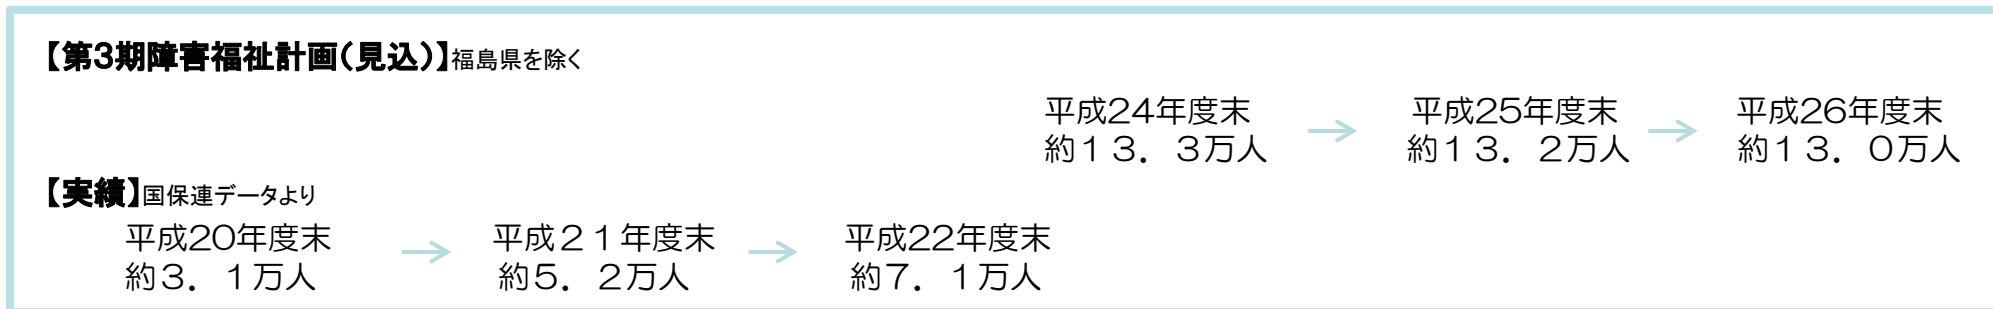 【第3期障害福祉計画（見込）】福島県を除く
平成24年度末 → 平成25年度末 → 平成26年度末
約１３．３万人 約１３．２万人 約１３．０万人
【実績】国保連データより
平成20年度末 → 平成２１年度末 → 平成22年度末
約３．１万人 約５．２万人 約７．１万人